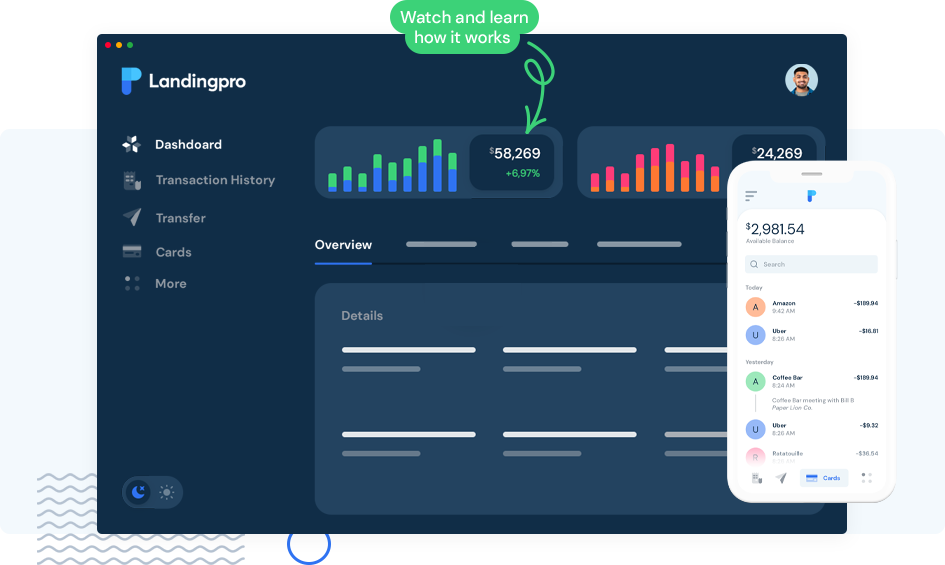 Watch and learn
how it works
Landingpro
Dashdoard
Transaction History
Transfer
Cards
More
$58,269
+6,97%
$24,269
Overview
Details
$2,981.54
Available Balance
Search
Today
A
Amazon
-$189.94
9:42 AM
U
Uber
-$16.81
8:26 AM
Yesterday
A
Coffee Bar
-$189.94
8:24 AM
Coffee Bar meeting with Bill B
Paper Lion Co.
U
Uber
-$9.32
8:26 AM
R
Ratatouille
-$36.54
Cards